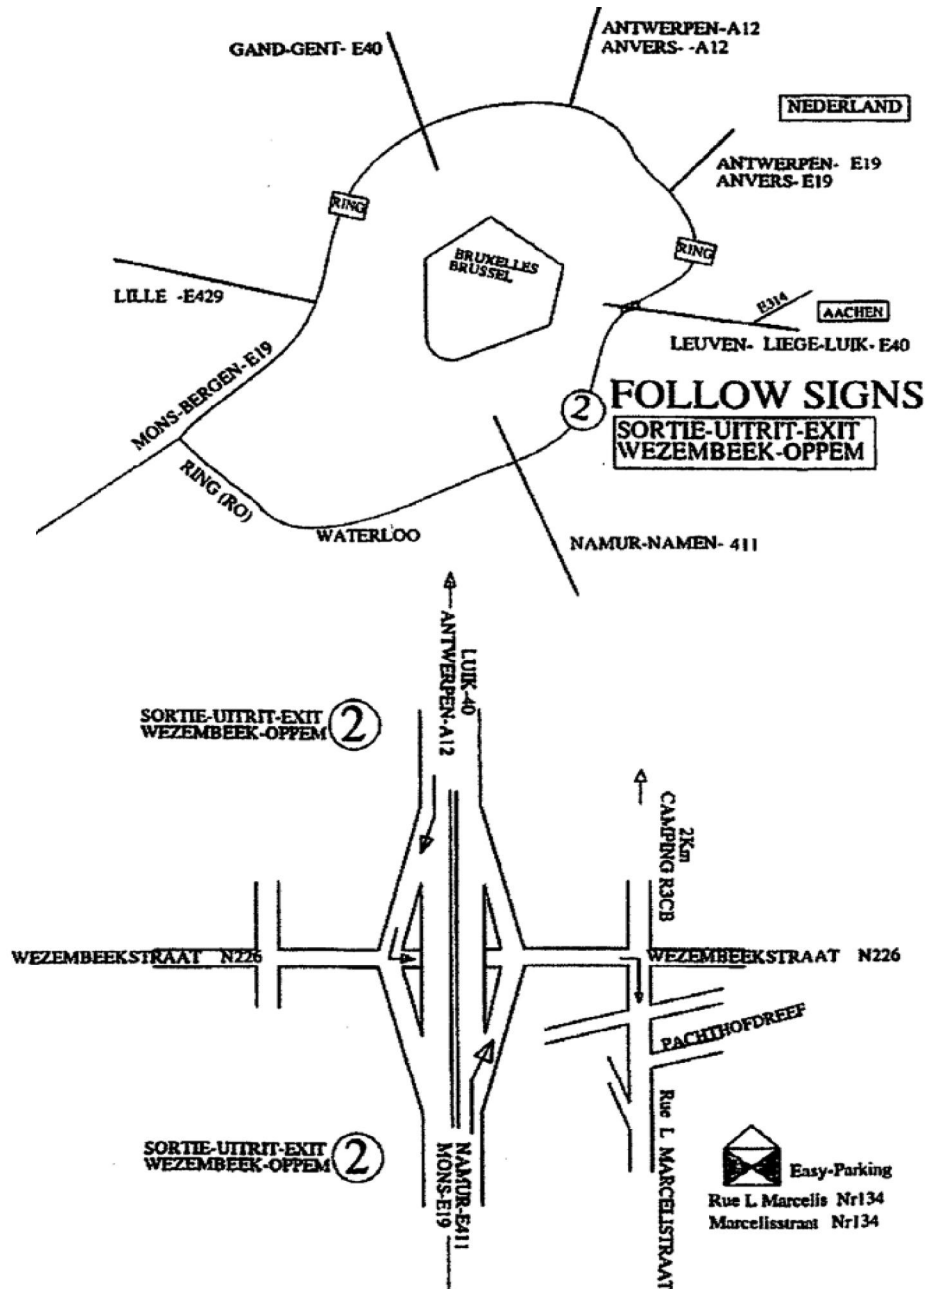 ANTWERPEN-A12
ANVERS- -A12
GAND-GENT- E40
NEDERLAND
ANTWERPEN- E19
ANVERS-E19
RING
RING
BRUXELLES
BRUSSEL
LILLE -E429
E314
AACHEN
LEUVEN- LIEGE-LUIK-E40
MONS-BERGEN-E19
2 FOLLOW SIGNS
SORTIE-UITRIT-EXIT
WEZEMBEEK-OPPEM
RING (RO)
WATERLOO
NAMUR-NAMEN- 411
LUIK-40
ANTWERPEN-A12
SORTIE-UITRIT-EXIT
WEZEMBEEK-OPPEM
2
2Km
CAMPING R3CB
WEZEMBEEKSTRAAT N226
WEZEMBEEKSTRAAT N226
PACHTHOFDREEF
Rue L MARCELISTRAAT
SORTIE-UITRIT-EXIT
WEZEMBEEK-OPPEM
2
NAMUR-E411
MONS-E19
Easy-Parking
Rue L Marcelis Nr134
Marcelisstraat Nr134